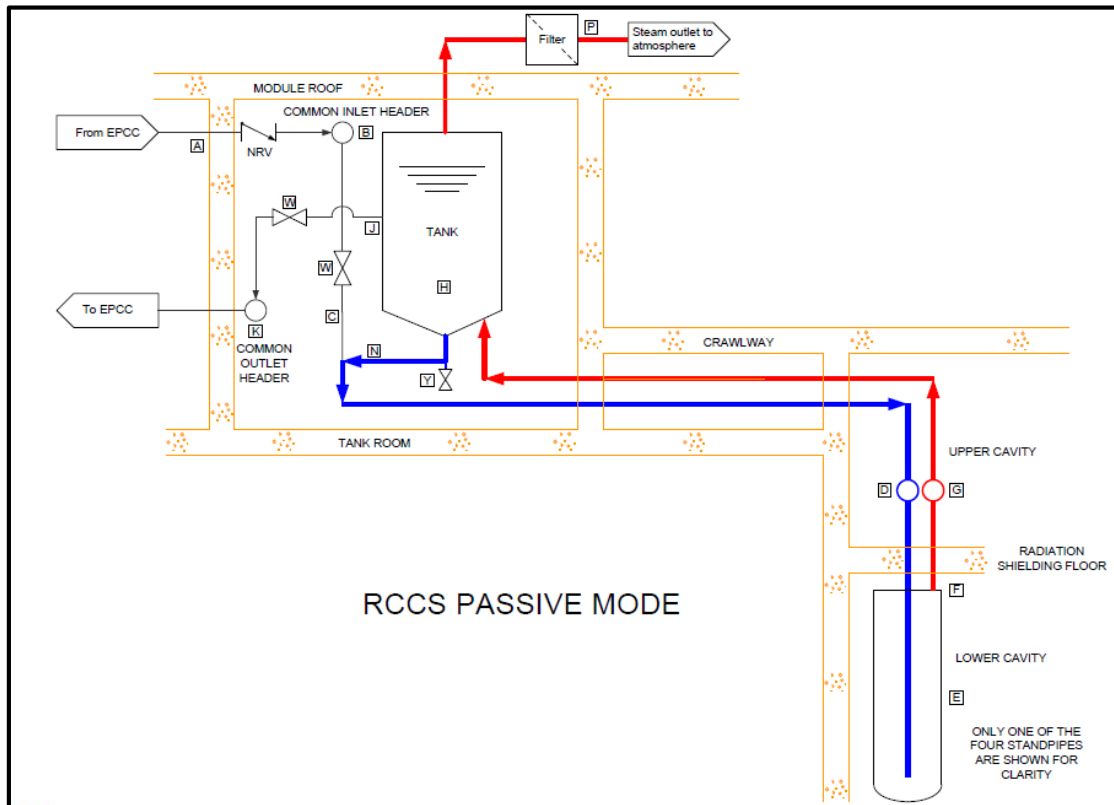 Filter
P
Steam outlet to
atmosphere
MODULE ROOF
COMMON INLET HEADER
From EPCC
A
NRV
B
W
J
TANK
W
H
To EPCC
K
C
COMMON
OUTLET
HEADER
N
Y
CRAWLWAY
TANK ROOM
UPPER CAVITY
D
G
RADIATION
SHIELDING FLOOR
RCCS PASSIVE MODE
F
LOWER CAVITY
E
ONLY ONE OF THE
FOUR STANDPIPES
ARE SHOWN FOR
CLARITY